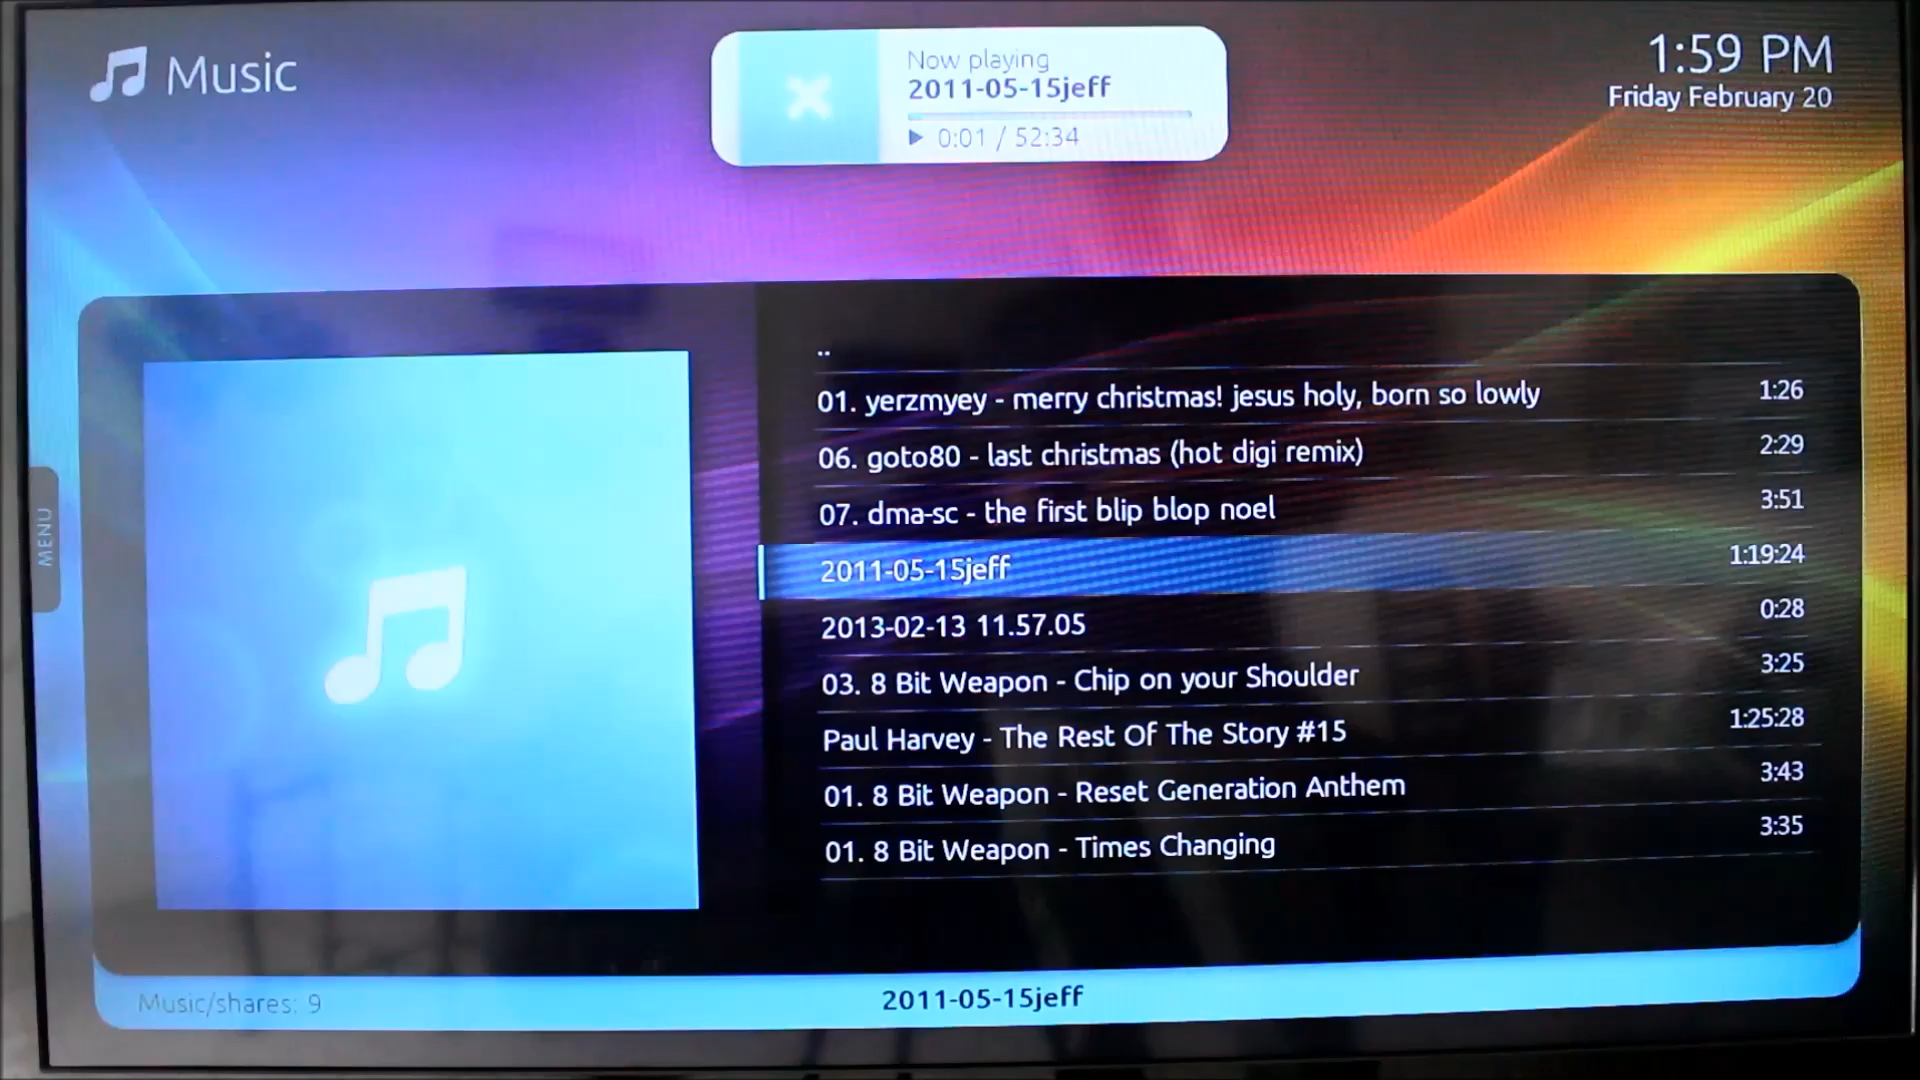 Music
Now playing
2011-05-15jeff
0:01 / 52:34
1:59 PM
Friday February 20
MENU
..
01. yerzmyey - merry christmas! jesus holy, born so lowly 1:26
06. goto80 - last christmas (hot digi remix) 2:29
07. dma-sc - the first blip blop noel 3:51
2011-05-15jeff 1:19:24
2013-02-13 11.57.05 0:28
03. 8 Bit Weapon - Chip on your Shoulder 3:25
Paul Harvey - The Rest Of The Story #15 1:25:28
01. 8 Bit Weapon - Reset Generation Anthem 3:43
01. 8 Bit Weapon - Times Changing 3:35
Music/shares: 9
2011-05-15jeff